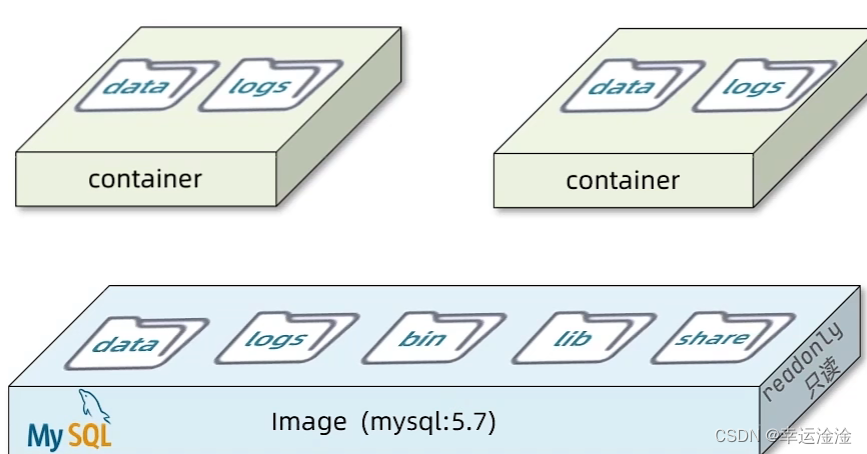 data logs
data logs
container
container
data logs bin lib share
readonly
只读
MySQL
Image (mysql:5.7)
CSDN @幸运淦淦